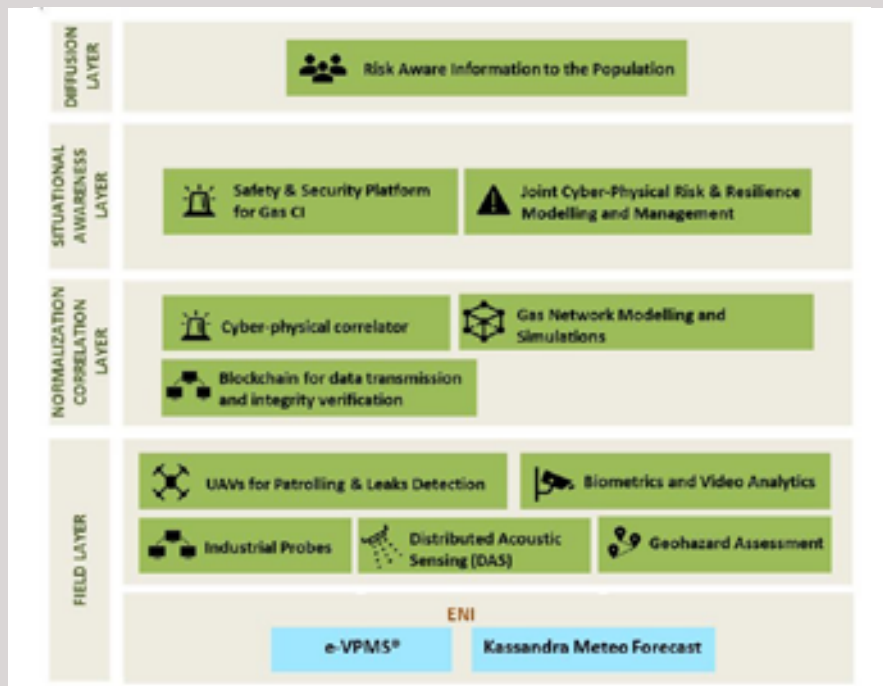 DIFFUSION
LAYER
Risk Aware Information to the Population
SITUATIONAL
AWARENESS
LAYER
Safety & Security Platform
for Gas CI
Joint Cyber-Physical Risk & Resilience
Modelling and Management
NORMALIZATION
CORRELATION
LAYER
Cyber-physical correlator
Gas Network Modelling and
Simulations
Blockchain for data transmission
and integrity verification
FIELD LAYER
UAVs for Patrolling & Leaks Detection
Biometrics and Video Analytics
Industrial Probes
Distributed Acoustic
Sensing (DAS)
Geohazard Assessment
ENI
e-VPMS®
Kassandra Meteo Forecast